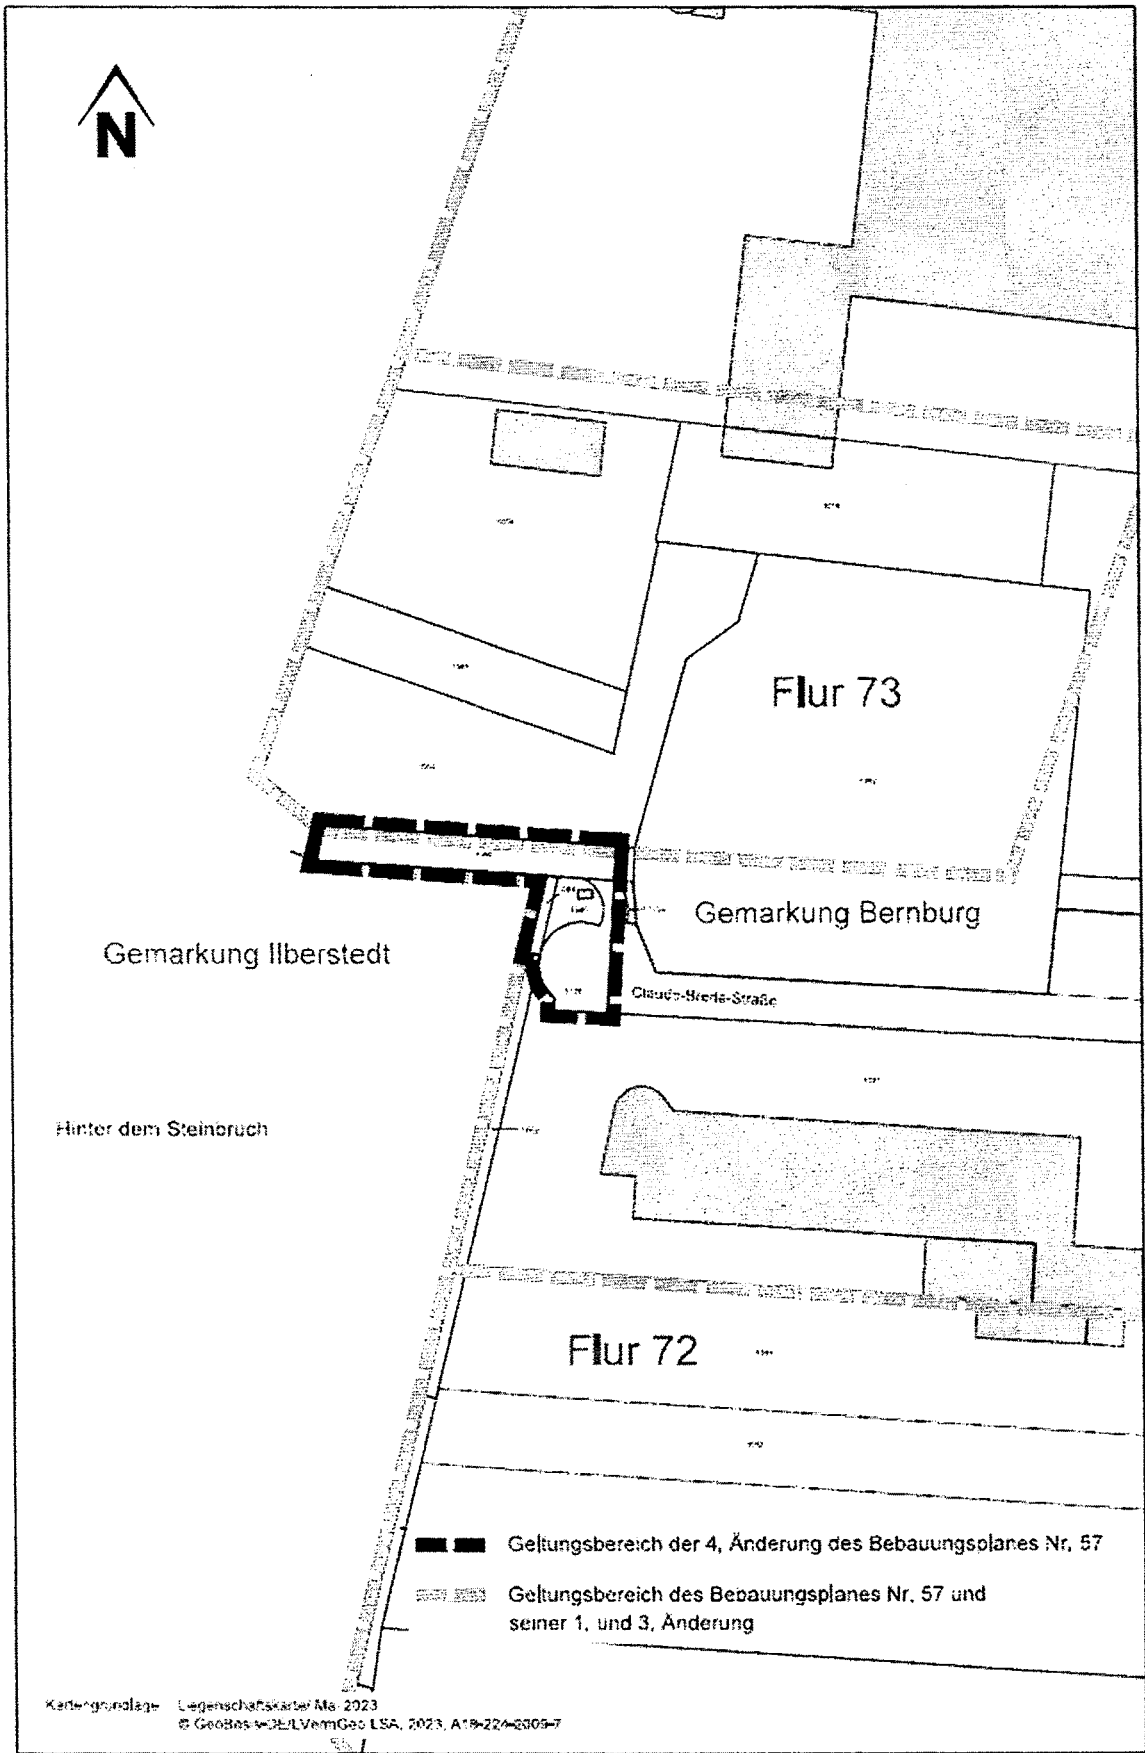 N
Flur 73
Gemarkung Bernburg
Gemarkung Ilberstedt
Claude-Breda-Straße
Hinter dem Steinbruch
Flur 72
Geltungsbereich der 4. Änderung des Bebauungsplanes Nr. 57
Geltungsbereich des Bebauungsplanes Nr. 57 und
seiner 1. und 3. Änderung
Kartengrundlage Liegenschaftskarte/ Mai 2023
© GeoBasis-DE/LVermGeo LSA, 2023, A18-224-2009-7